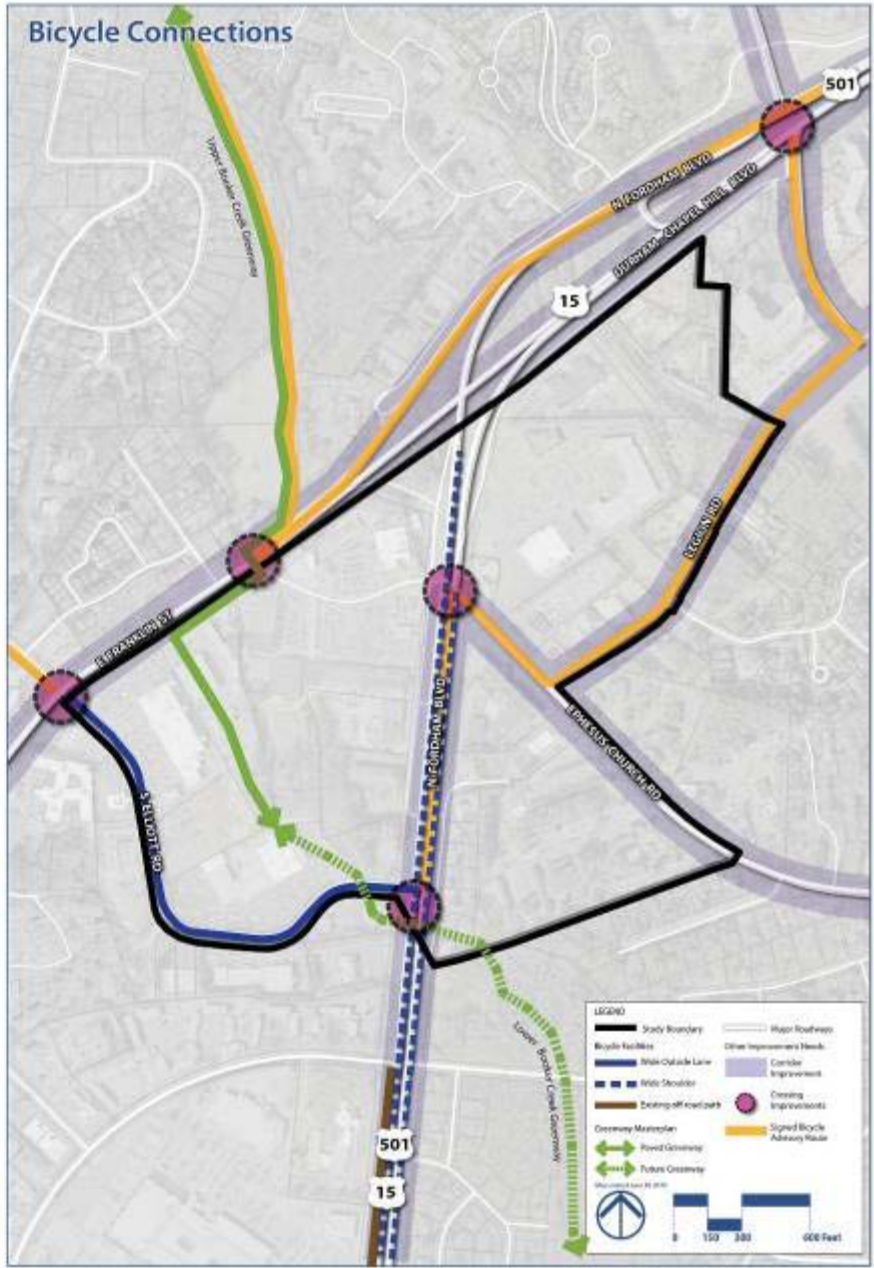 Bicycle Connections
501
Upper Booker Creek Greenway
N FORDHAM BLVD
DURHAM CHAPEL HILL BLVD
15
LEGION RD
E FRANKLIN ST
N FORDHAM BLVD
EPHESUS CHURCH RD
S ELLIOTT RD
Lower Booker Creek Greenway
501
15
LEGEND
Study Boundary
Major Roadways
Bicycle Facilities
Other Improvement Needs
Wide Outside Lane
Corridor
Improvement
Wide Shoulder
Existing off road path
Crossing
Improvements
Greenway Masterplan
Signed Bicycle
Advisory Route
Paved Greenway
Future Greenway
0 150 300 600 Feet